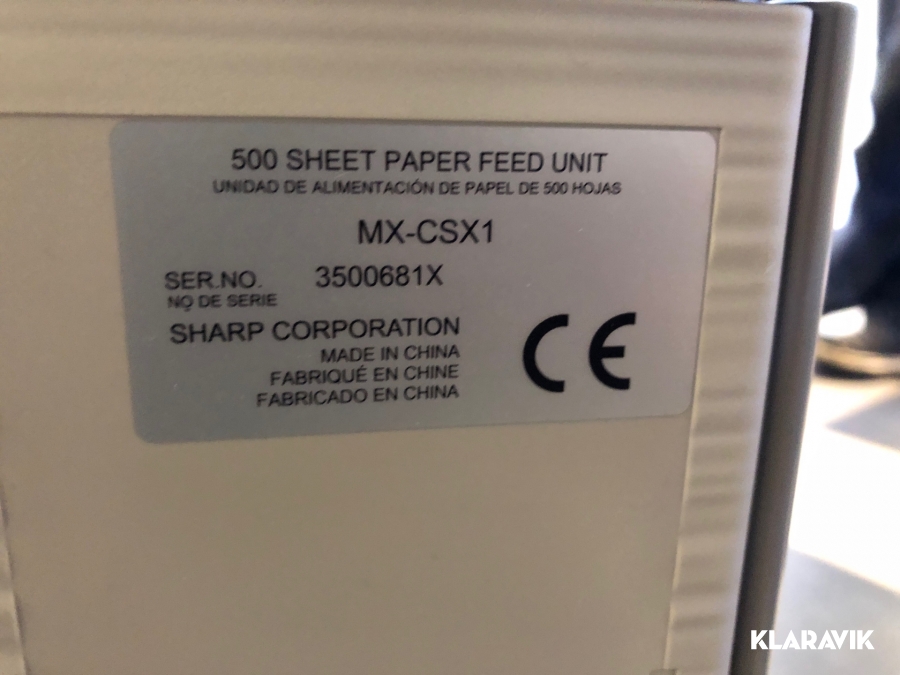 500 SHEET PAPER FEED UNIT
UNIDAD DE ALIMENTACIÓN DE PAPEL DE 500 HOJAS
MX-CSX1
SER.NO. 3500681X
NO DE SERIE
SHARP CORPORATION
MADE IN CHINA
FABRIQUÉ EN CHINE
FABRICADO EN CHINA
CE
KLARAVIK